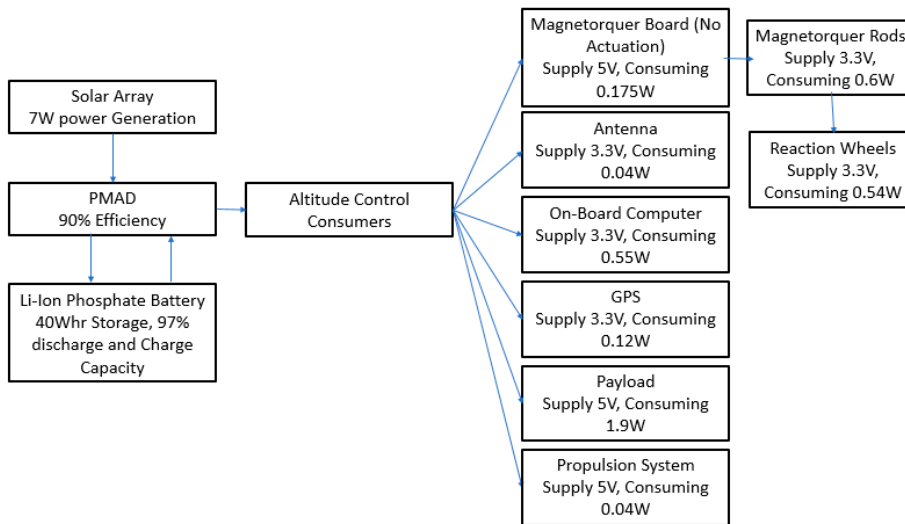 Solar Array
7W power Generation
PMAD
90% Efficiency
Li-Ion Phosphate Battery
40Whr Storage, 97%
discharge and Charge
Capacity
Altitude Control
Consumers
Magnetorquer Board (No
Actuation)
Supply 5V, Consuming
0.175W
Antenna
Supply 3.3V, Consuming
0.04W
On-Board Computer
Supply 3.3V, Consuming
0.55W
GPS
Supply 3.3V, Consuming
0.12W
Payload
Supply 5V, Consuming
1.9W
Propulsion System
Supply 5V, Consuming
0.04W
Magnetorquer Rods
Supply 3.3V,
Consuming 0.6W
Reaction Wheels
Supply 3.3V,
Consuming 0.54W